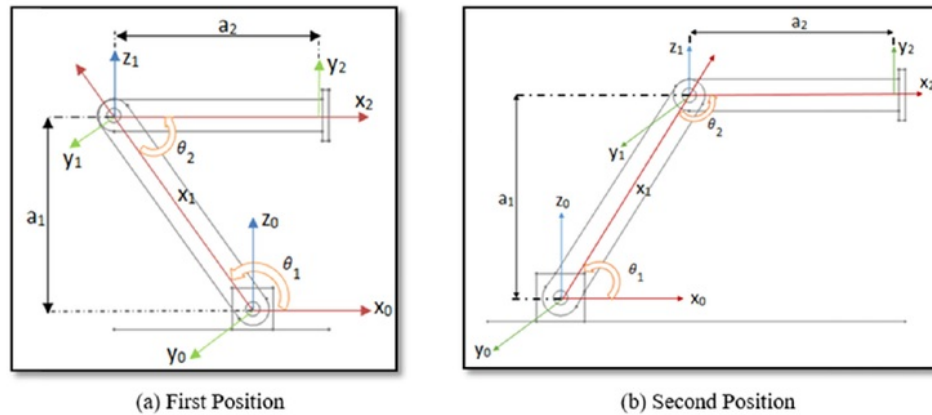 a₂
z₁
y₂
x₂
y₁
θ₂
x₁
a₁
z₀
θ₁
x₀
y₀
(a) First Position
a₂
z₁
y₂
x₂
θ₂
y₁
x₁
a₁
z₀
θ₁
x₀
y₀
(b) Second Position